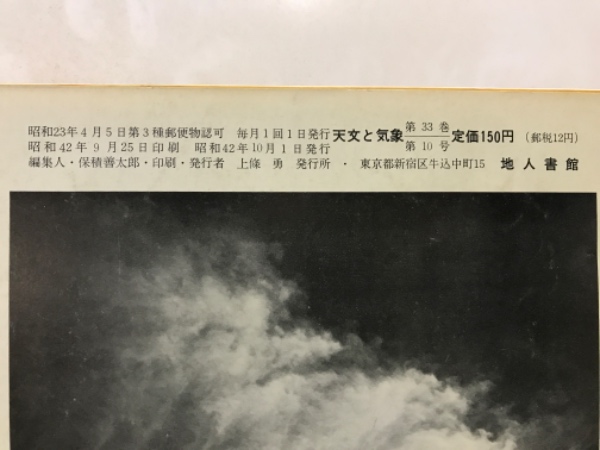 昭和23年4月5日第3種郵便物認可 毎月1回1日発行 天文と気象 第33巻 第10号 定価150円 (郵税12円)
昭和42年9月25日印刷 昭和42年10月1日発行
編集人・保積善太郎・印刷・発行者 上條 勇 発行所 ・ 東京都新宿区牛込中町15 地人書館